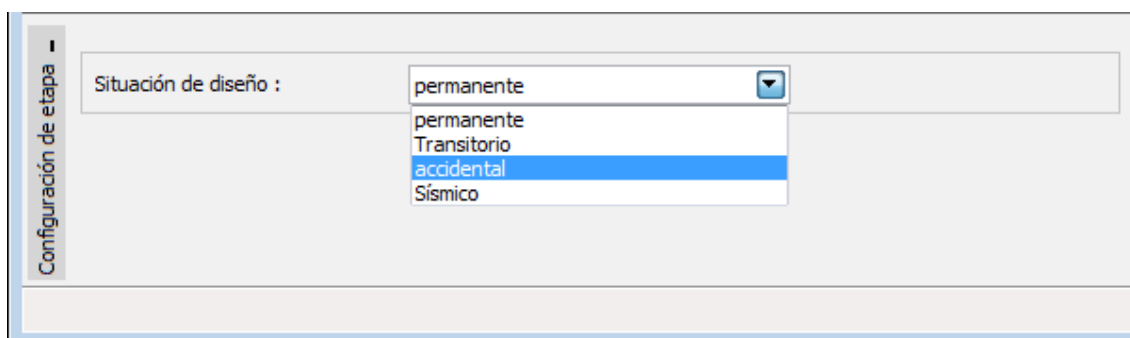 Configuración de etapa
Situación de diseño :
permanente
permanente
Transitorio
accidental
Sísmico